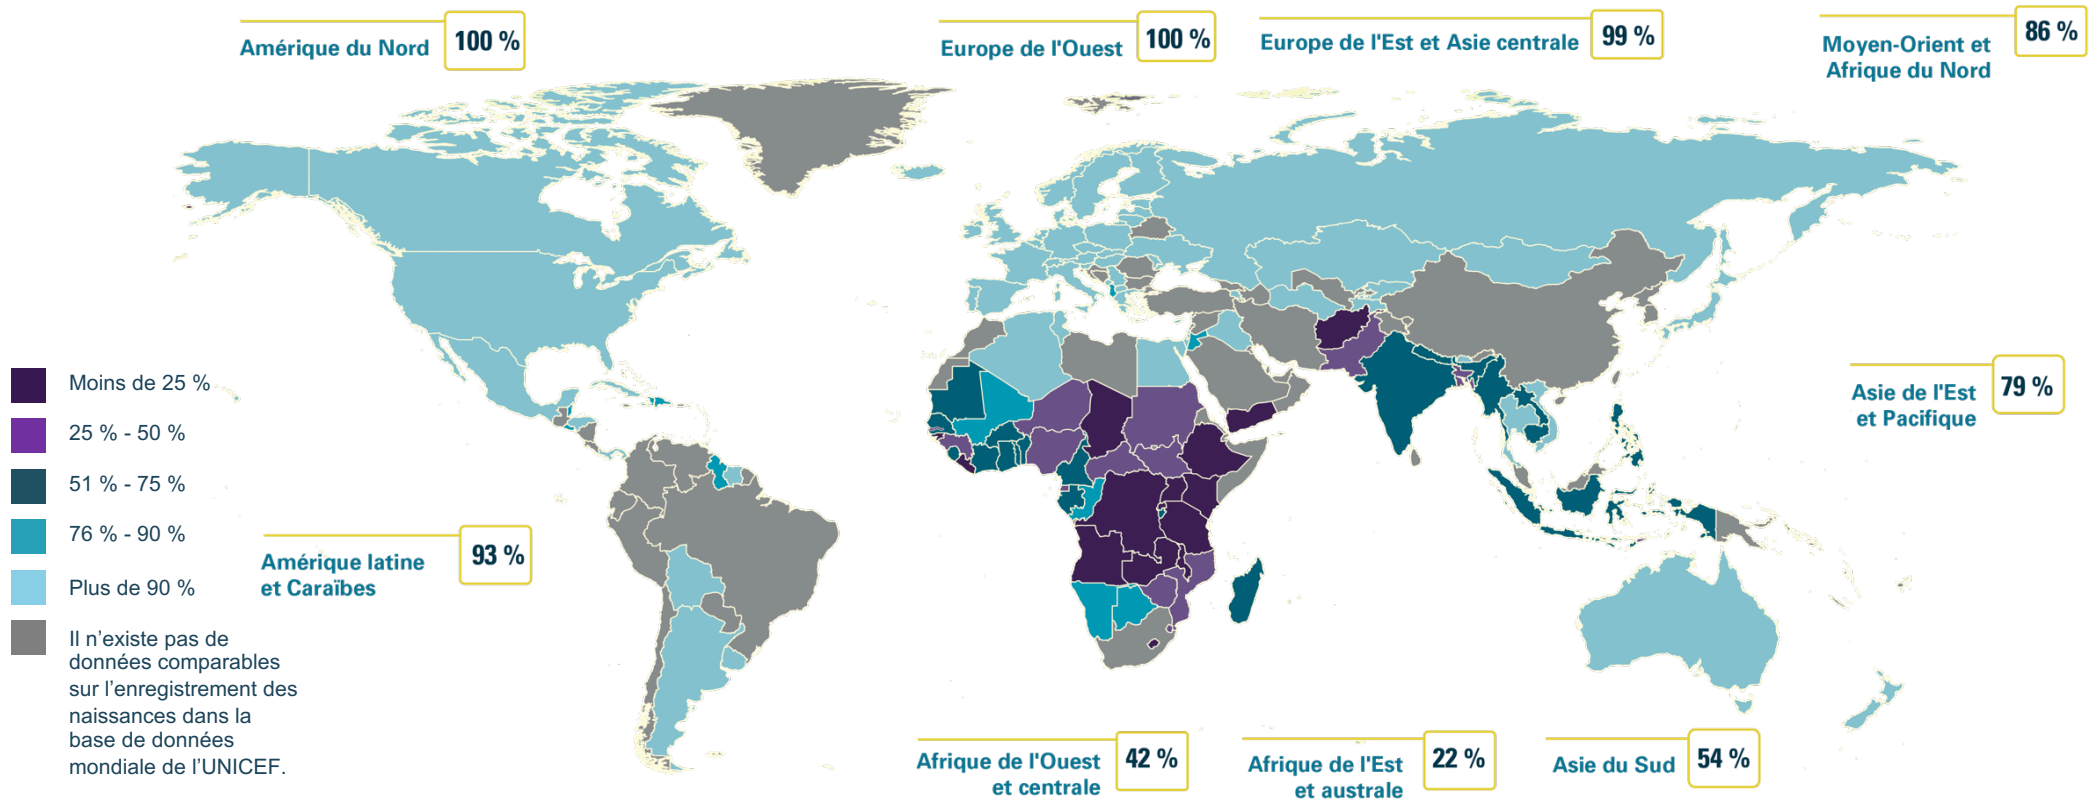 Amérique du Nord
100 %
Europe de l'Ouest
100 %
Europe de l'Est et Asie centrale
99 %
Moyen-Orient et
Afrique du Nord
86 %
Moins de 25 %
25 % - 50 %
51 % - 75 %
76 % - 90 %
Plus de 90 %
Il n’existe pas de
données comparables
sur l’enregistrement des
naissances dans la
base de données
mondiale de l’UNICEF.
Asie de l'Est
et Pacifique
79 %
Amérique latine
et Caraïbes
93 %
Afrique de l'Ouest
et centrale
42 %
Afrique de l'Est
et australe
22 %
Asie du Sud
54 %